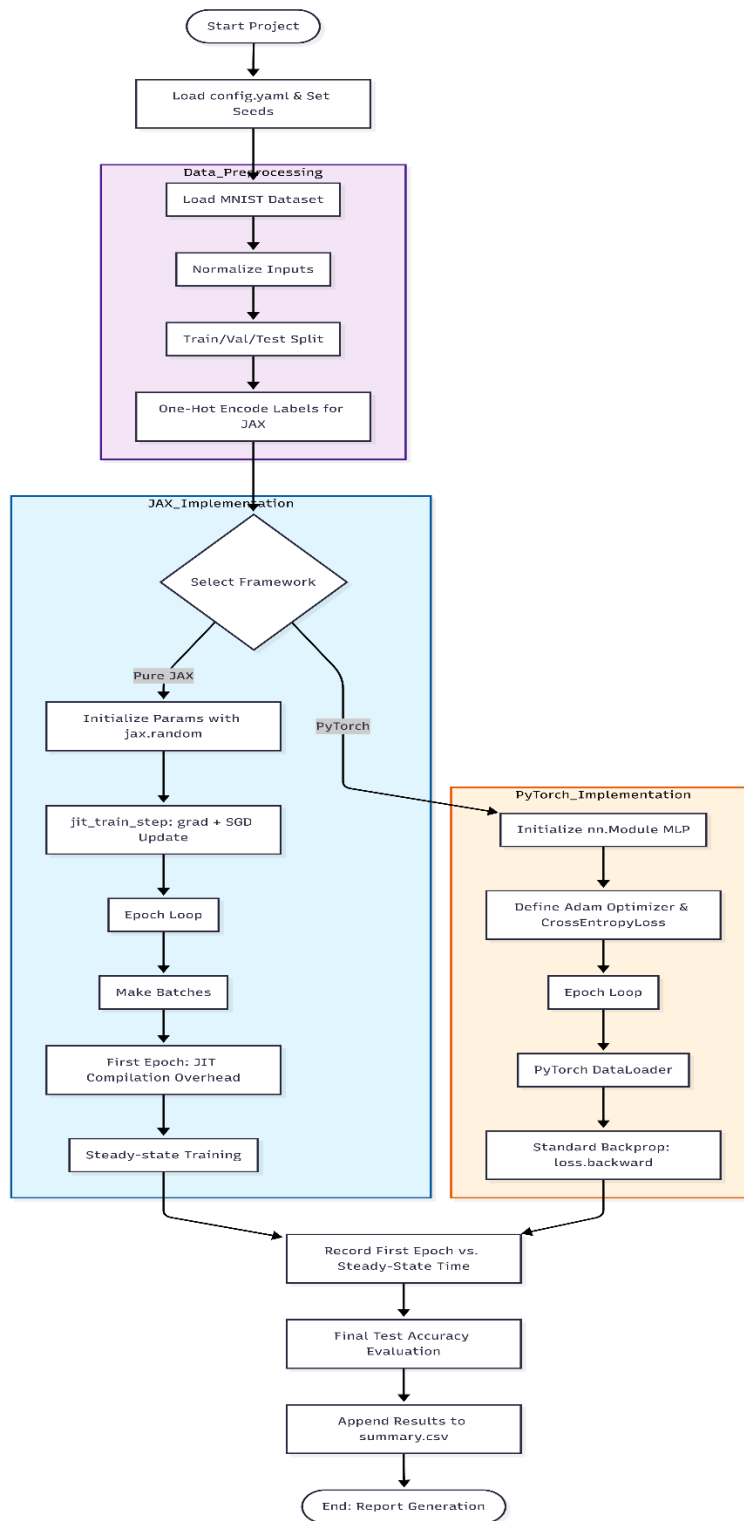 Start Project
Load config.yaml & Set
Seeds
Data_Preprocessing
Load MNIST Dataset
Normalize Inputs
Train/Val/Test Split
One-Hot Encode Labels for
JAX
JAX_Implementation
Select Framework
Pure JAX
PyTorch
Initialize Params with
jax.random
jit_train_step: grad + SGD
Update
Epoch Loop
Make Batches
First Epoch: JIT
Compilation Overhead
Steady-state Training
PyTorch_Implementation
Initialize nn.Module MLP
Define Adam Optimizer &
CrossEntropyLoss
Epoch Loop
PyTorch DataLoader
Standard Backprop:
loss.backward
Record First Epoch vs.
Steady-State Time
Final Test Accuracy
Evaluation
Append Results to
summary.csv
End: Report Generation